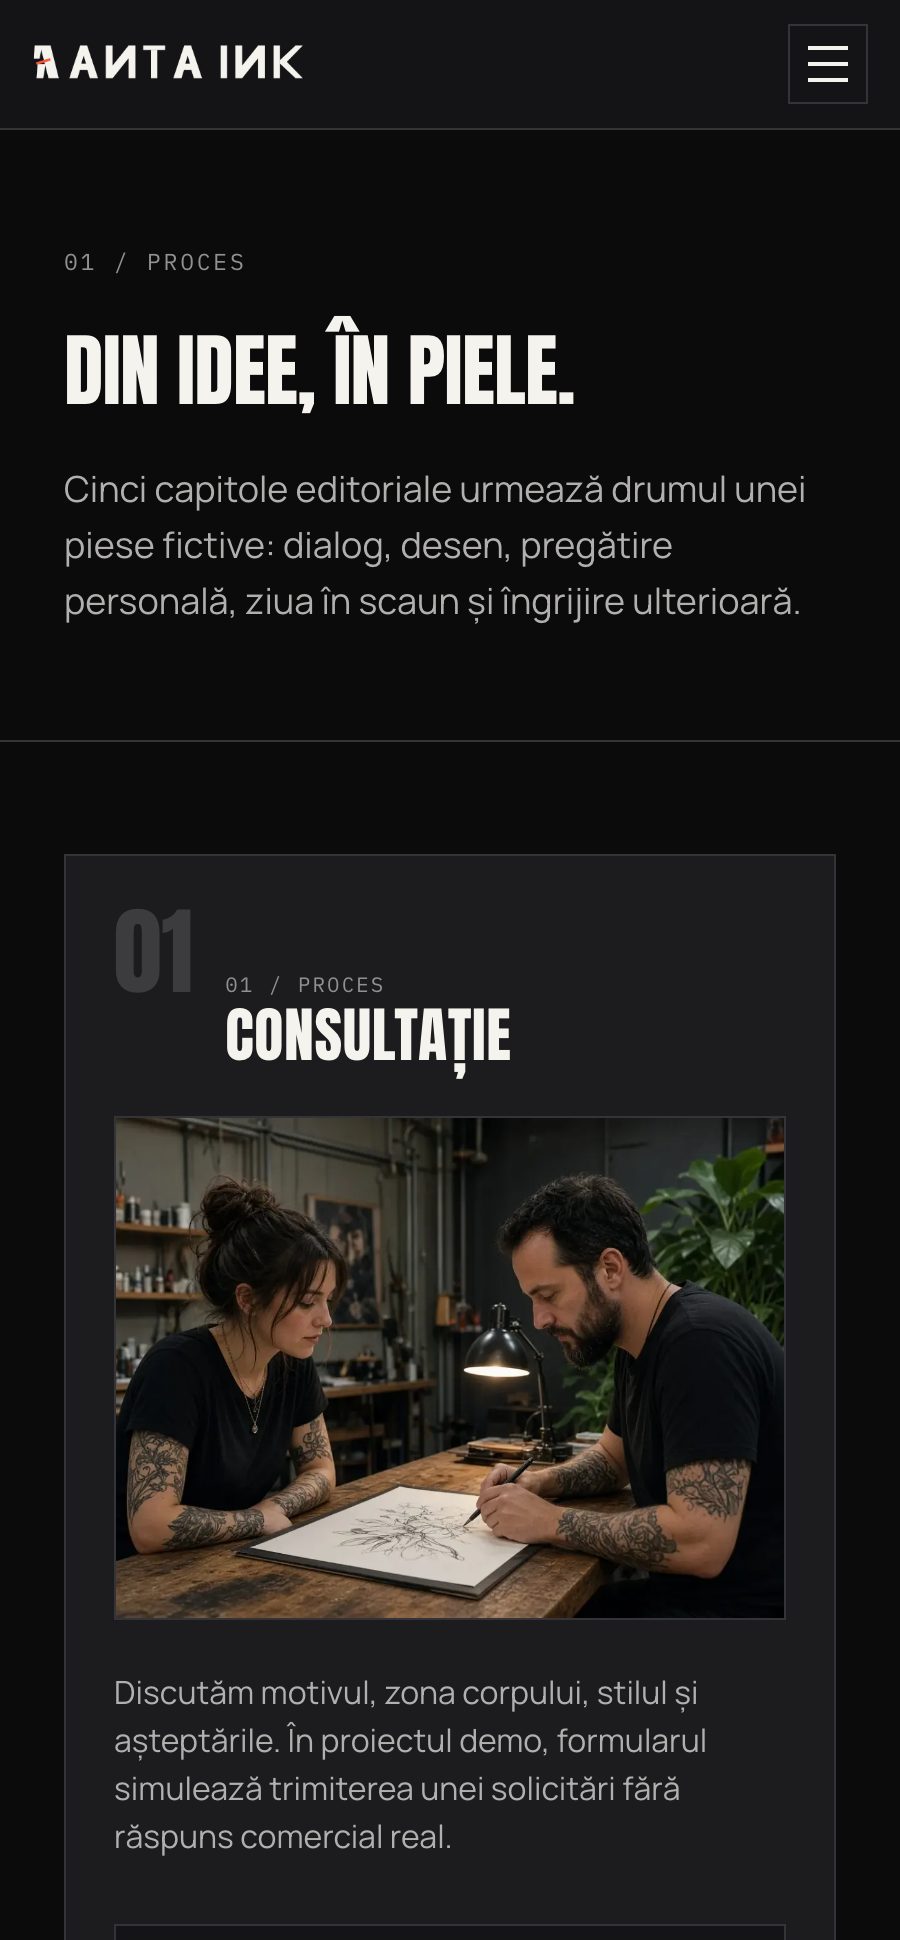 AИTA IИK
01 / PROCES
DIN IDEE, ÎN PIELE.
Cinci capitole editoriale urmează drumul unei
piese fictive: dialog, desen, pregătire
personală, ziua în scaun și îngrijire ulterioară.
01
01 / PROCES
CONSULTAȚIE
Discutăm motivul, zona corpului, stilul și
așteptările. În proiectul demo, formularul
simulează trimiterea unei solicitări fără
răspuns comercial real.